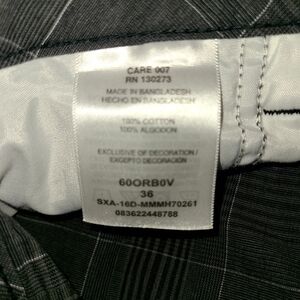 CARE 007
RN 130273
MADE IN BANGLADESH
HECHO EN BANGLADESH
100% COTTON
100% ALGODON
EXCLUSIVE OF DECORATION/
EXCEPTO DECORACIÓN
60ORB0V
36
SXA-16D-MMMH70261
083622448788